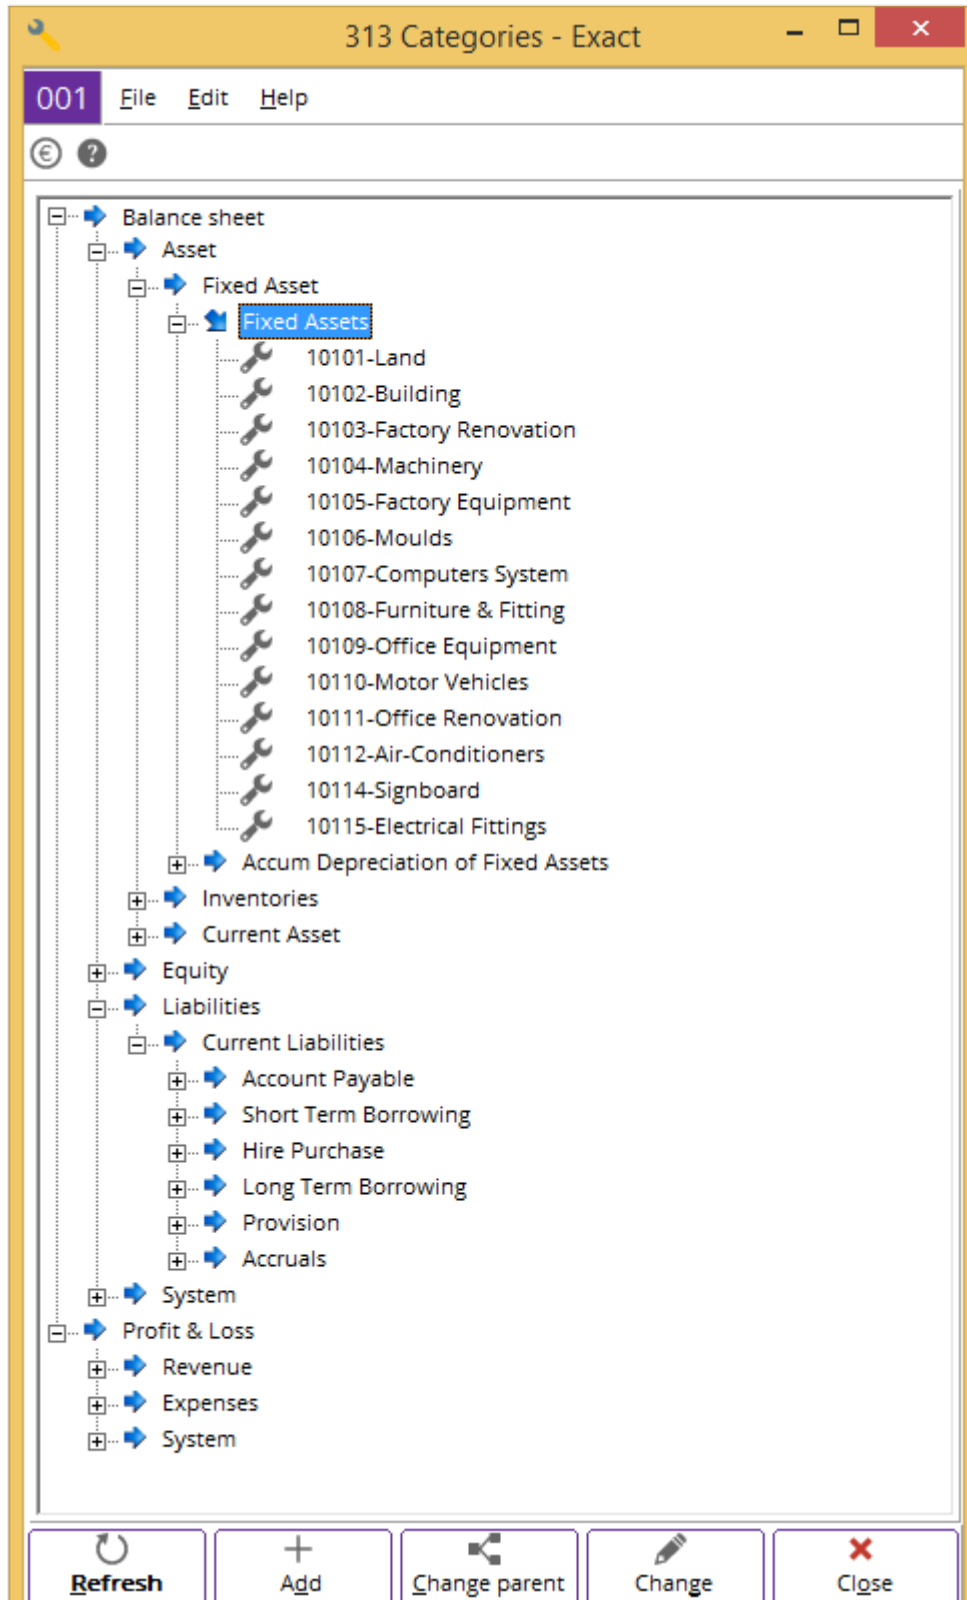 313 Categories - Exact
001 File Edit Help
Balance sheet
Asset
Fixed Asset
Fixed Assets
10101-Land
10102-Building
10103-Factory Renovation
10104-Machinery
10105-Factory Equipment
10106-Moulds
10107-Computers System
10108-Furniture & Fitting
10109-Office Equipment
10110-Motor Vehicles
10111-Office Renovation
10112-Air-Conditioners
10114-Signboard
10115-Electrical Fittings
Accum Depreciation of Fixed Assets
Inventories
Current Asset
Equity
Liabilities
Current Liabilities
Account Payable
Short Term Borrowing
Hire Purchase
Long Term Borrowing
Provision
Accruals
System
Profit & Loss
Revenue
Expenses
System
Refresh Add Change parent Change Close